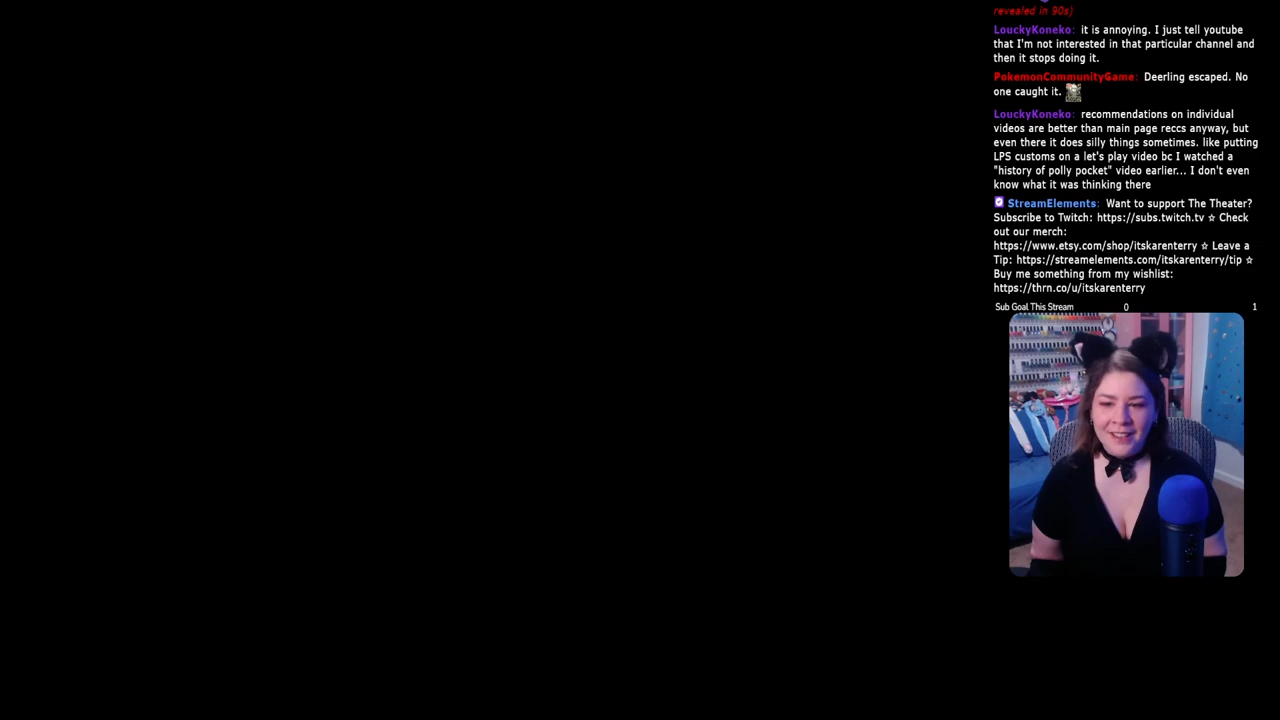 revealed in 90s)
LouckyKoneko: it is annoying. I just tell youtube
that I'm not interested in that particular channel and
then it stops doing it.
PokemonCommunityGame: Deerling escaped. No
one caught it.
LouckyKoneko: recommendations on individual
videos are better than main page reccs anyway, but
even there it does silly things sometimes. like putting
LPS customs on a let's play video bc I watched a
"history of polly pocket" video earlier... I don't even
know what it was thinking there
StreamElements: Want to support The Theater?
Subscribe to Twitch: https://subs.twitch.tv ☆ Check
out our merch:
https://www.etsy.com/shop/itskarenterry ☆ Leave a
Tip: https://streamelements.com/itskarenterry/tip ☆
Buy me something from my wishlist:
https://thrn.co/u/itskarenterry
Sub Goal This Stream 0 1